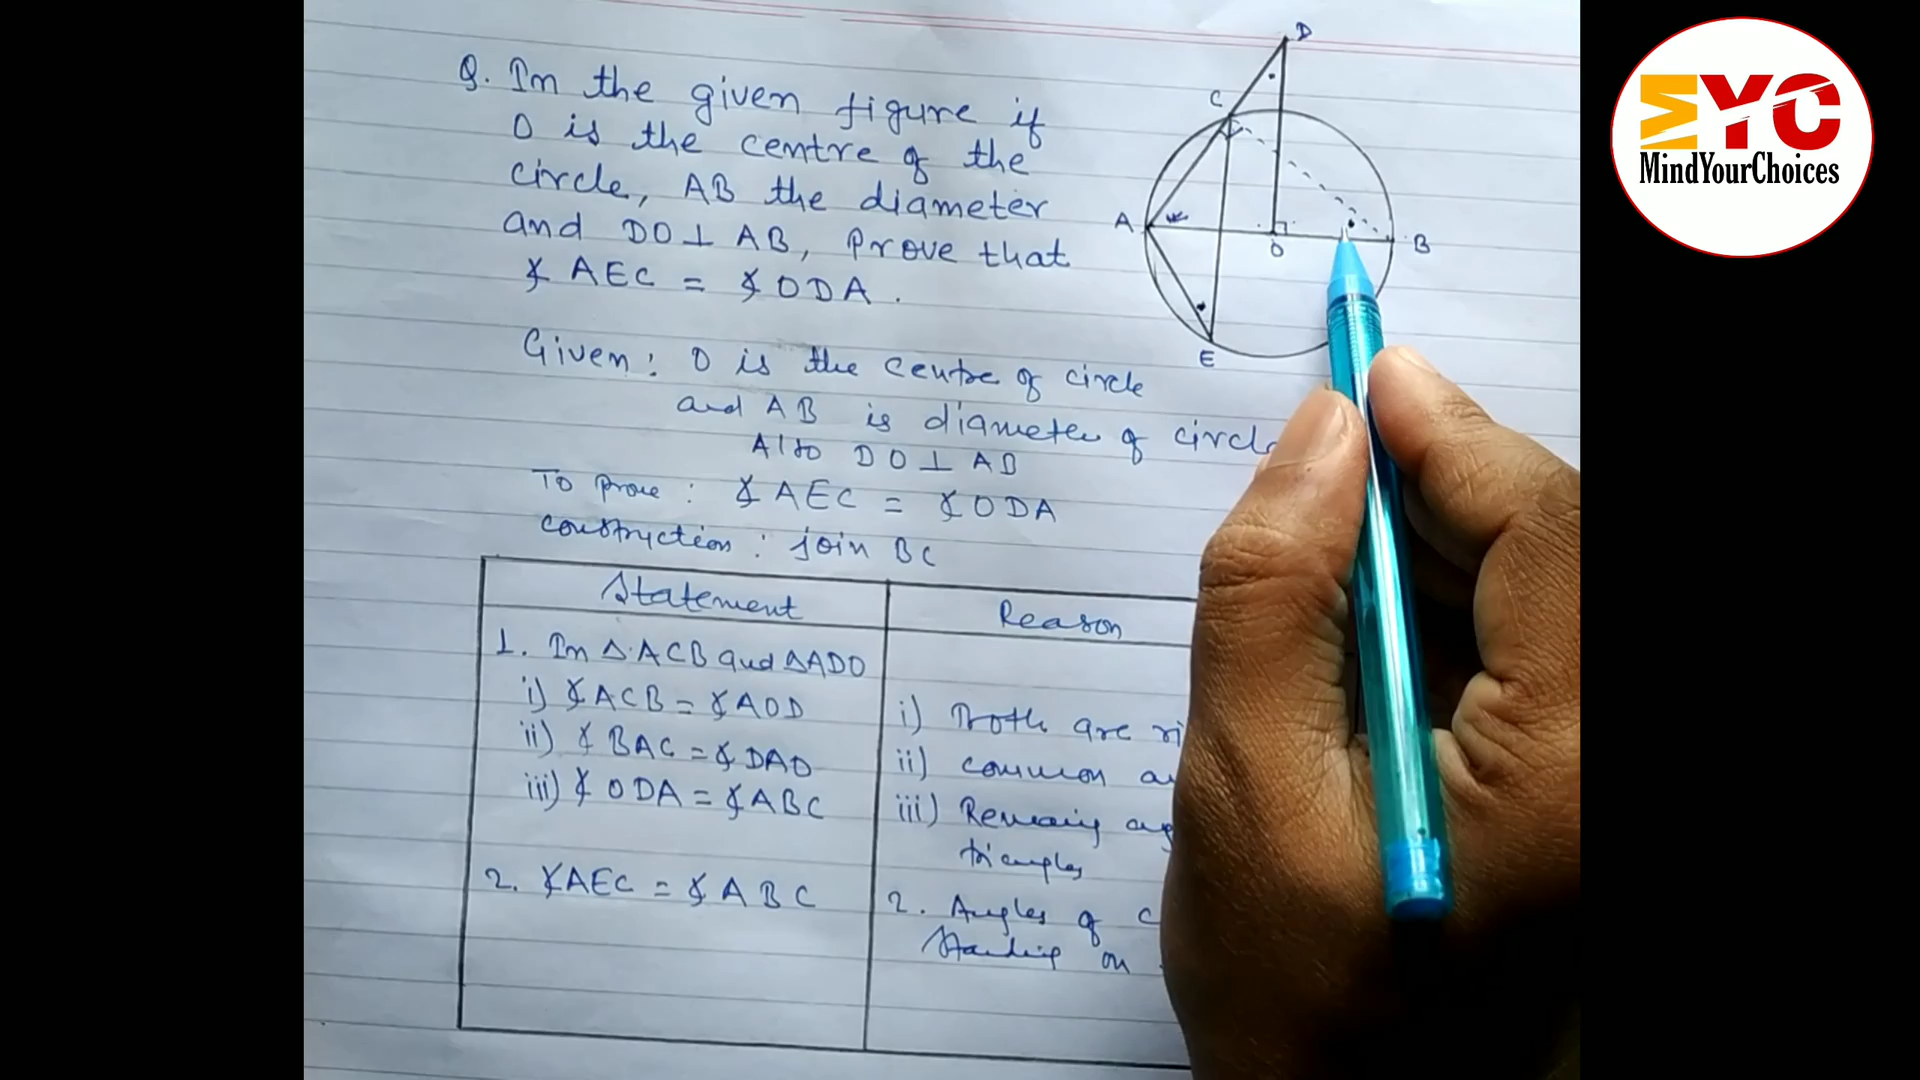 Q. In the given figure if
O is the centre of the
circle, AB the diameter
and DO ⊥ AB, Prove that
∡ AEC = ∡ ODA.
Given: O is the centre of circle
and AB is diameter of circle
Also DO ⊥ AB
To prove: ∡ AEC = ∡ ODA
construction: join BC
Statement
Reason
1. In Δ ACB and ΔADO
i) ∡ACB = ∡AOD
ii) ∡ BAC = ∡DAO
iii) ∡ ODA = ∡ABC
2. ∡AEC = ∡ABC
i) Both are
ii) common
iii) Remaing
triangles
2. Angles of
standing on
D
C
A
O
B
E
MYC
MindYourChoices